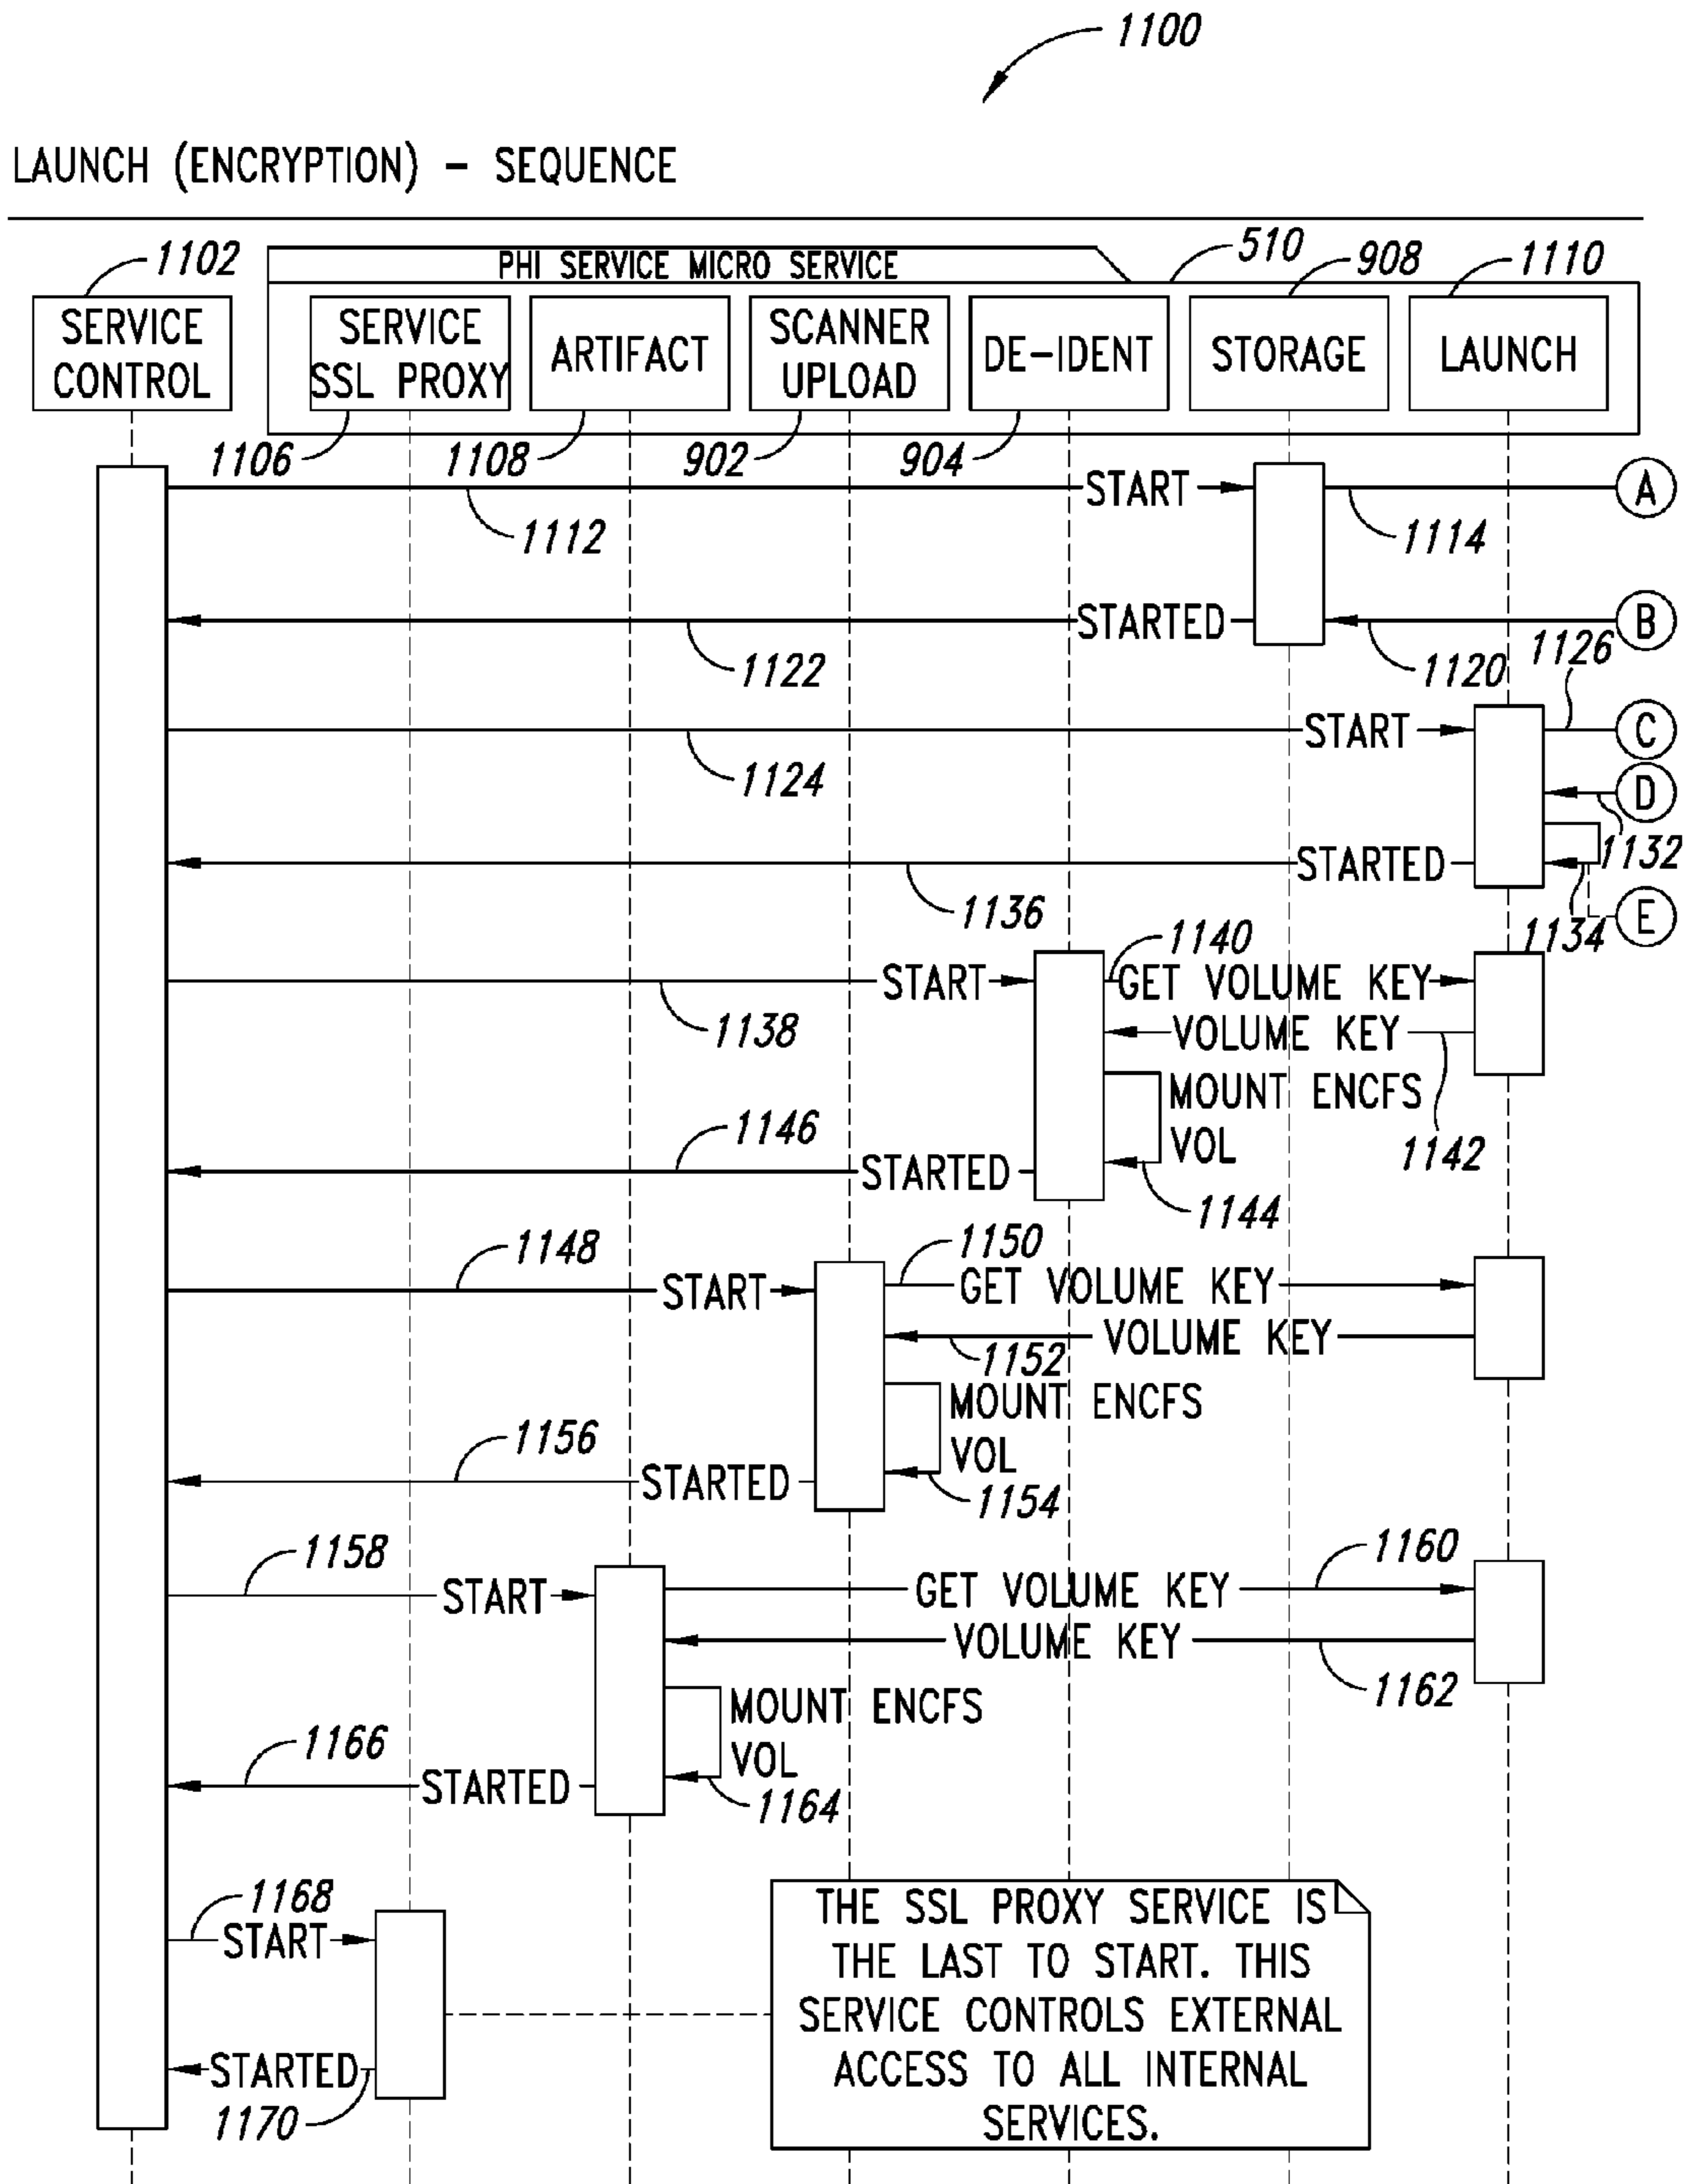 1100
LAUNCH (ENCRYPTION) - SEQUENCE
1102
PHI SERVICE MICRO SERVICE
510
908
1110
SERVICE
CONTROL
SERVICE
SSL PROXY
ARTIFACT
SCANNER
UPLOAD
DE-IDENT
STORAGE
LAUNCH
1106
1108
902
904
START
A
1112
1114
STARTED
B
1122
1120
1126
START
C
1124
D
STARTED
1132
1136
E
1134
1140
START
GET VOLUME KEY
1138
VOLUME KEY
MOUNT ENCFS
VOL
1142
1146
STARTED
1144
1148
1150
START
GET VOLUME KEY
VOLUME KEY
1152
MOUNT ENCFS
VOL
1156
STARTED
1154
1158
1160
START
GET VOLUME KEY
VOLUME KEY
1162
MOUNT ENCFS
VOL
1166
STARTED
1164
1168
START
THE SSL PROXY SERVICE IS
THE LAST TO START. THIS
SERVICE CONTROLS EXTERNAL
ACCESS TO ALL INTERNAL
SERVICES.
STARTED
1170